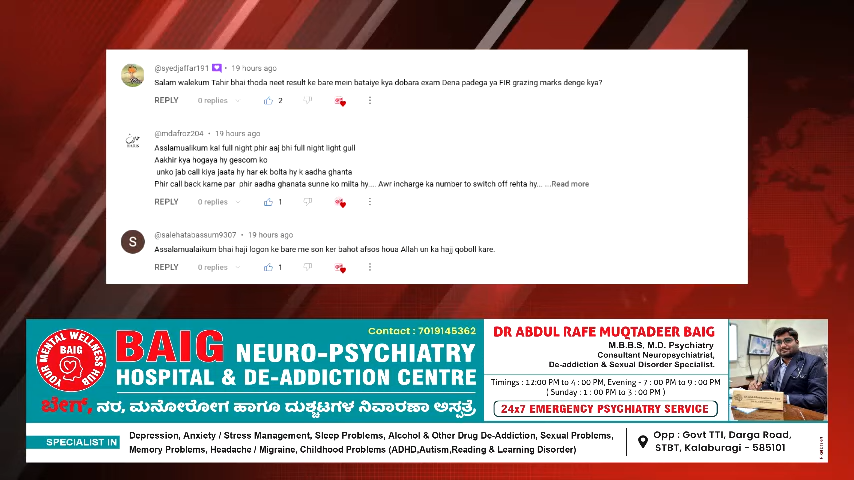 @syedjaffar191 • 19 hours ago
Salam walekum Tahir bhai thoda neet result ke bare mein bataiye kya dobara exam Dena padega ya FIR grazing marks denge kya?
REPLY 0 replies 2
@mdafroz204 • 19 hours ago
Asslamualikum kal full night phir aaj bhi full night light gull
Aakhir kya hogaya hy gescom ko
unko jab call kiya jaata hy har ek bolta hy k aadha ghanta
Phir call back karne par phir aadha ghanata sunne ko milta hy.... Awr incharge ka number to switch off rehta hy... ...Read more
REPLY 0 replies 1
S
@salehatabassum9307 • 19 hours ago
Assalamualaikum bhai haji logon ke bare me son ker bahot afsos houa Allah un ka hajj qoboll kare.
REPLY 0 replies 1
YOUR MENTAL WELLNESS HUB
BAIG
Contact : 7019145362
BAIG NEURO-PSYCHIATRY
HOSPITAL & DE-ADDICTION CENTRE
ಬೇಗ್, ನರ, ಮನೋರೋಗ ಹಾಗೂ ದುಶ್ಚಟಗಳ ನಿವಾರಣಾ ಆಸ್ಪತ್ರೆ
DR ABDUL RAFE MUQTADEER BAIG
M.B.B.S, M.D. Psychiatry
Consultant Neuropsychiatrist,
De-addiction & Sexual Disorder Specialist.
Timings : 12:00 PM to 4 : 00 PM, Evening - 7 : 00 PM to 9 : 00 PM
( Sunday : 1 : 00 PM to 3 : 00 PM )
24x7 EMERGENCY PSYCHIATRY SERVICE
SPECIALIST IN
Depression, Anxiety / Stress Management, Sleep Problems, Alcohol & Other Drug De-Addiction, Sexual Problems,
Memory Problems, Headache / Migraine, Childhood Problems (ADHD,Autism,Reading & Learning Disorder)
Opp : Govt TTI, Darga Road,
STBT, Kalaburagi - 585101